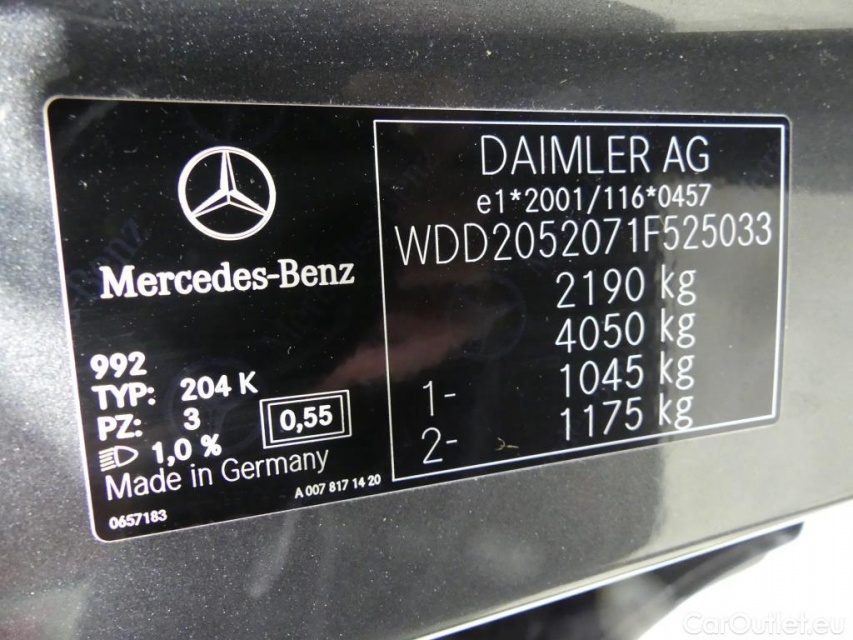 Mercedes-Benz
992
TYP: 204 K
PZ: 3
0,55
1,0 %
Made in Germany
A 007 817 14 20
0657183
DAIMLER AG
e1*2001/116*0457
WDD2052071F525033
2190 kg
4050 kg
1- 1045 kg
2- 1175 kg
CarOutlet.eu